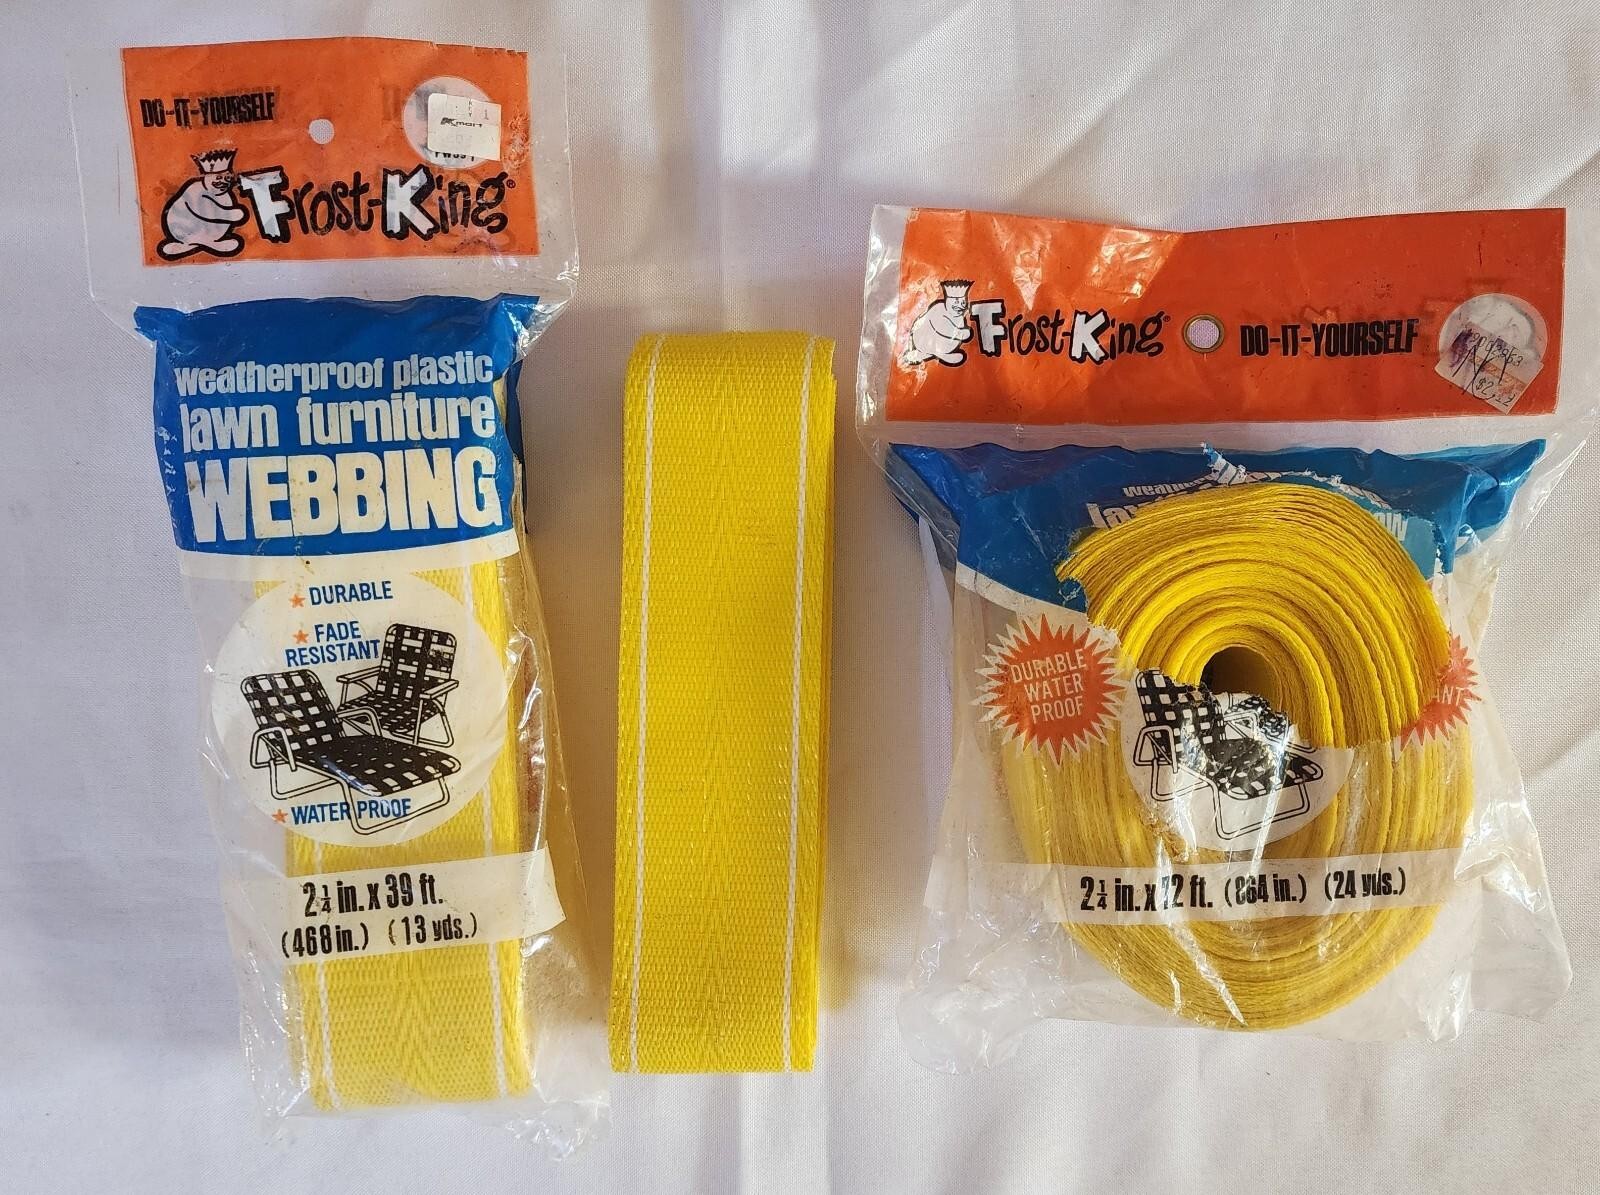 DO-IT-YOURSELF
Kmart
Frost-King®
weatherproof plastic
lawn furniture
WEBBING
★ DURABLE
★ FADE
RESISTANT
★ WATER PROOF
2¼ in. x 39 ft.
(468 in.) (13 yds.)
Frost-King® DO-IT-YOURSELF
DURABLE
WATER
PROOF
ANT
2¼ in. x 72 ft. (864 in.) (24 yds.)